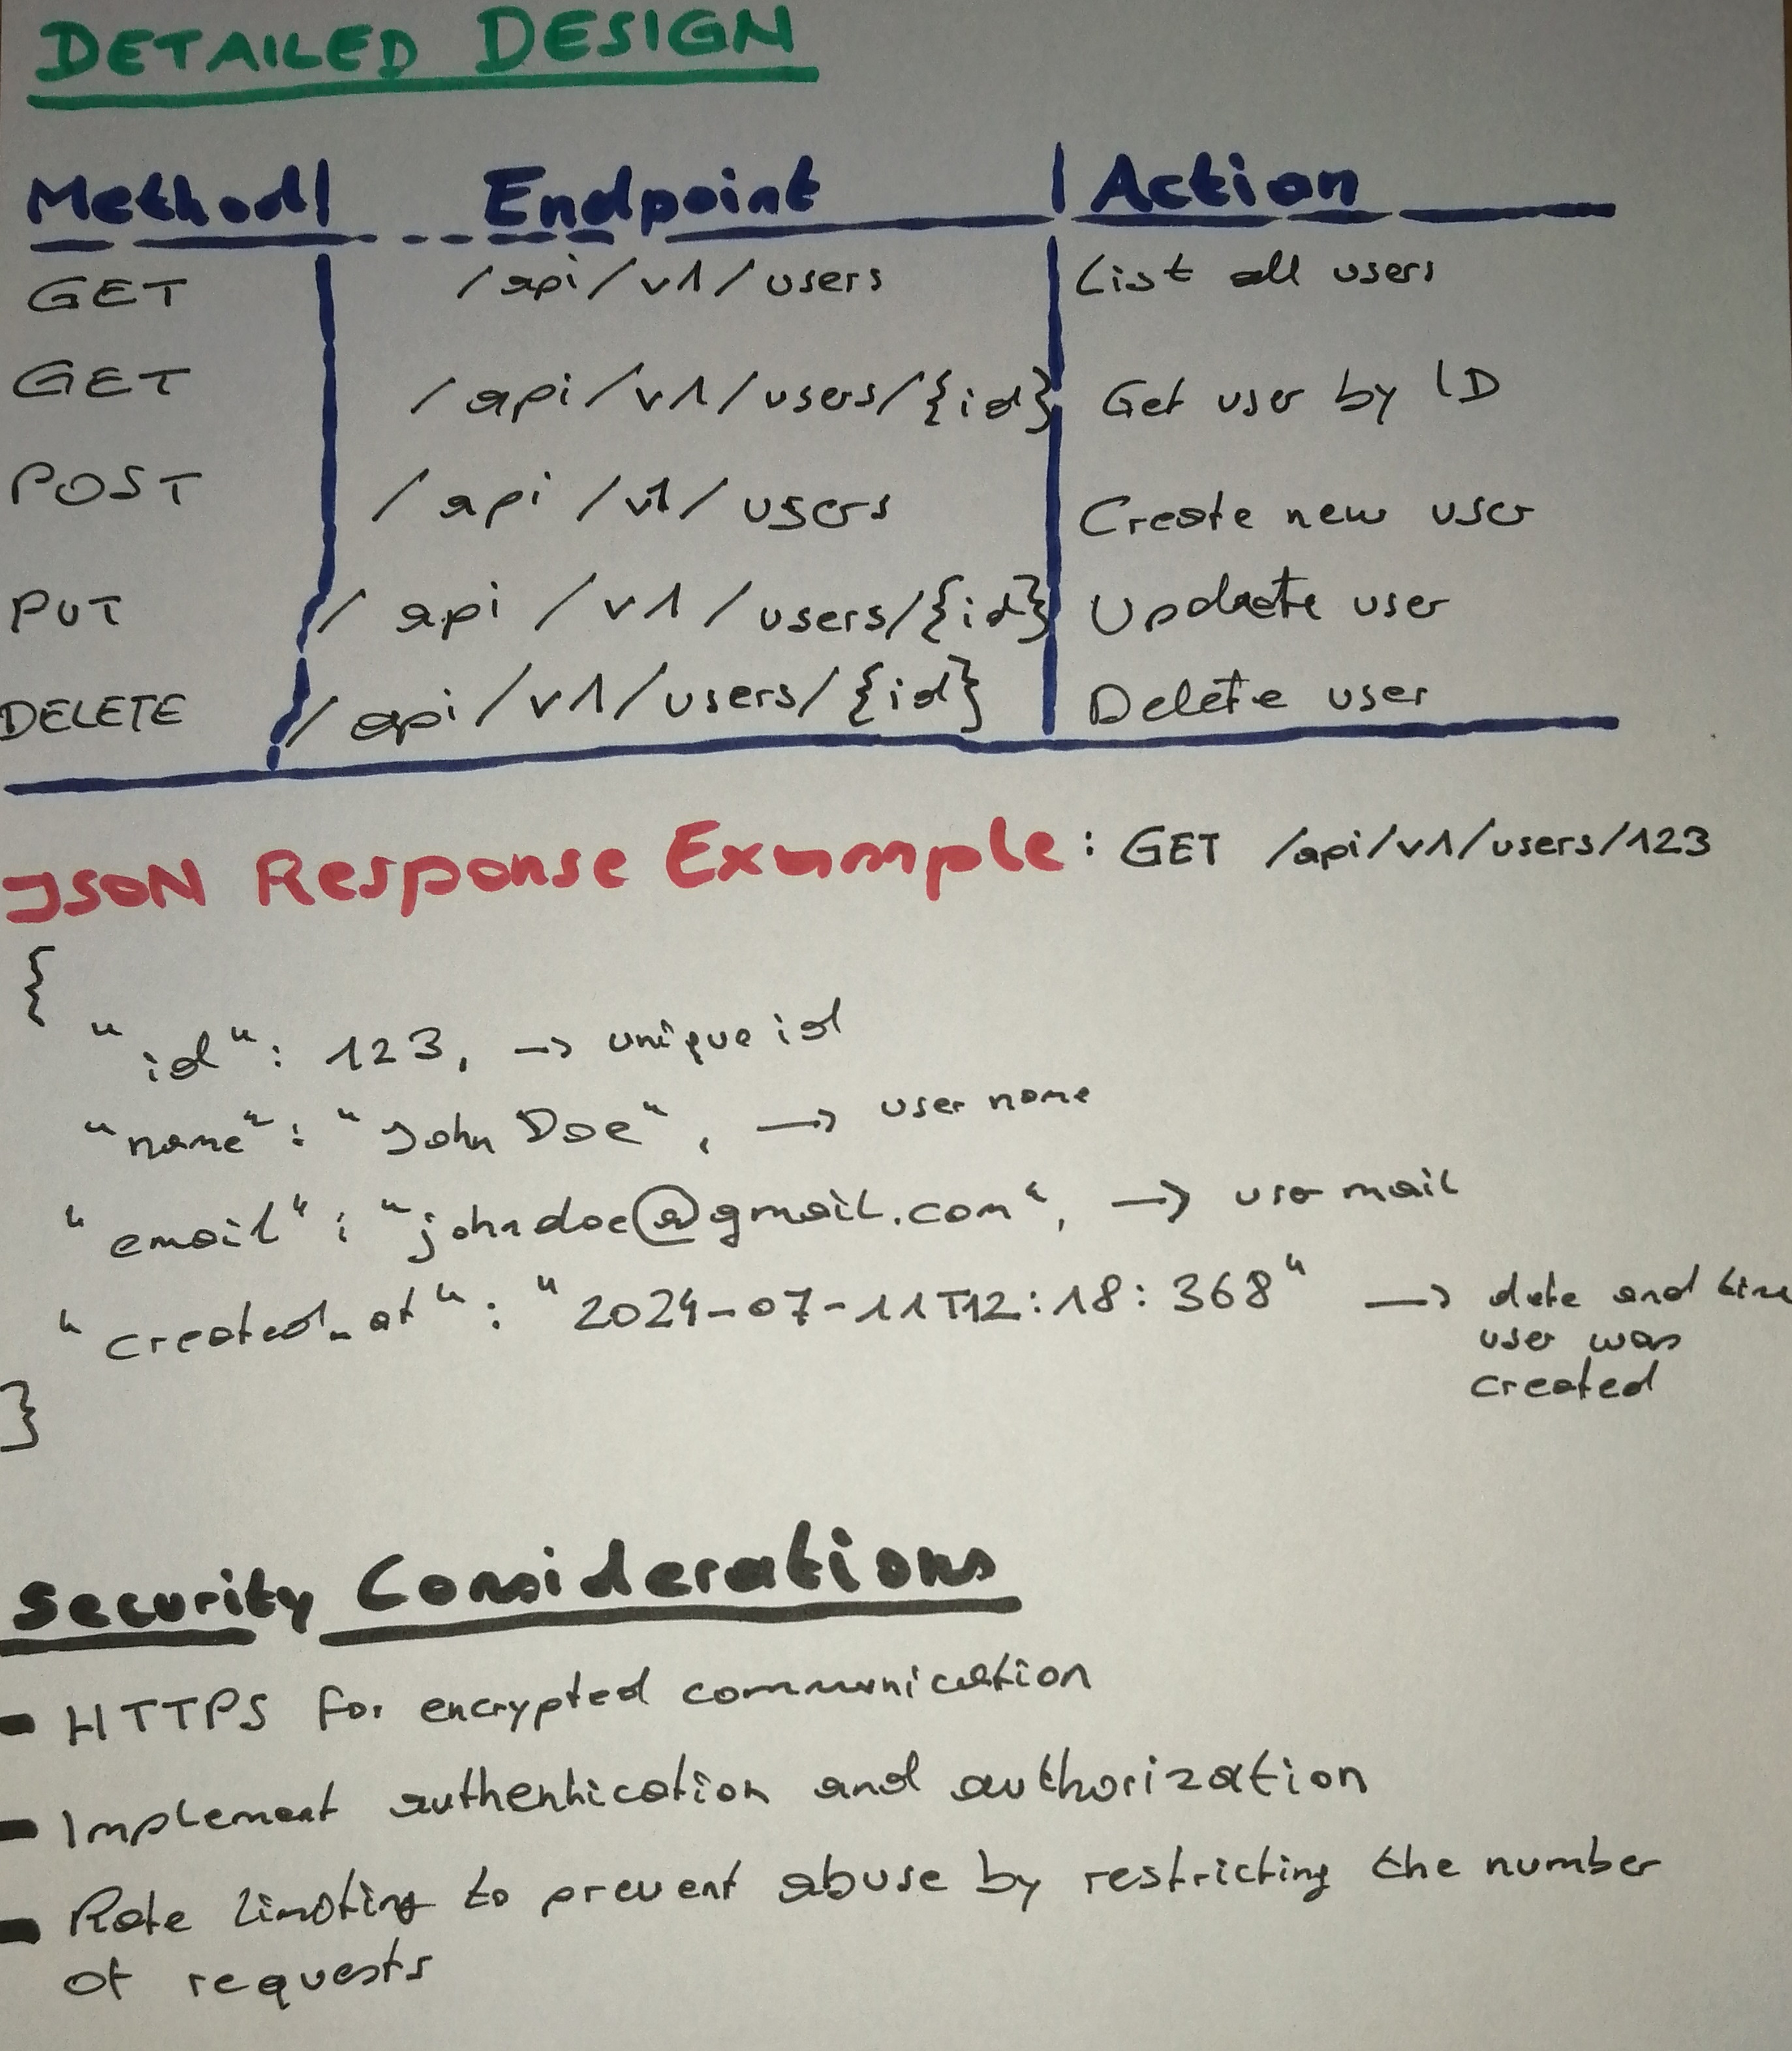 DETAILED DESIGN
Method | Endpoint | Action
GET /api/v1/users List all users
GET /api/v1/users/{id} Get user by ID
POST /api/v1/users Create new user
PUT /api/v1/users/{id} Update user
DELETE /api/v1/users/{id} Delete user
JSON Response Example: GET /api/v1/users/123
{
"id": 123, -> unique id
"name": "John Doe", -> user name
"email": "johndoe@gmail.com", -> user mail
"created_at": "2024-07-11T12:18:368" -> date and time
user was
created
}
Security Considerations
- HTTPS for encrypted communication
- Implement authentication and authorization
- Rate limiting to prevent abuse by restricting the number
of requests